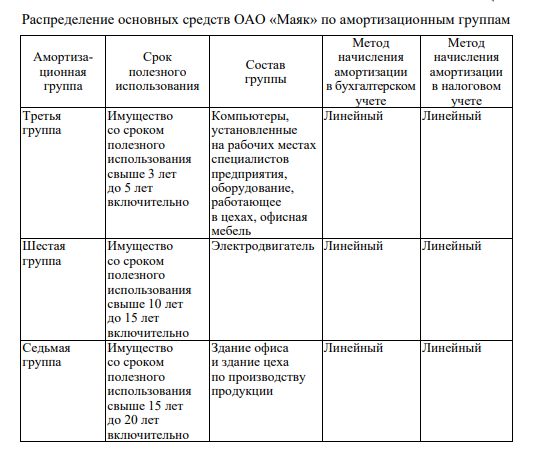 Распределение основных средств ОАО «Маяк» по амортизационным группам
Амортиза-
ционная
группа
Срок
полезного
использования
Состав
группы
Метод
начисления
амортизации
в бухгалтерском
учете
Метод
начисления
амортизации
в налоговом
учете
Третья
группа
Имущество
со сроком
полезного
использования
свыше 3 лет
до 5 лет
включительно
Компьютеры,
установленные
на рабочих местах
специалистов
предприятия,
оборудование,
работающее
в цехах, офисная
мебель
Линейный
Линейный
Шестая
группа
Имущество
со сроком
полезного
использования
свыше 10 лет
до 15 лет
включительно
Электродвигатель
Линейный
Линейный
Седьмая
группа
Имущество
со сроком
полезного
использования
свыше 15 лет
до 20 лет
включительно
Здание офиса
и здание цеха
по производству
продукции
Линейный
Линейный